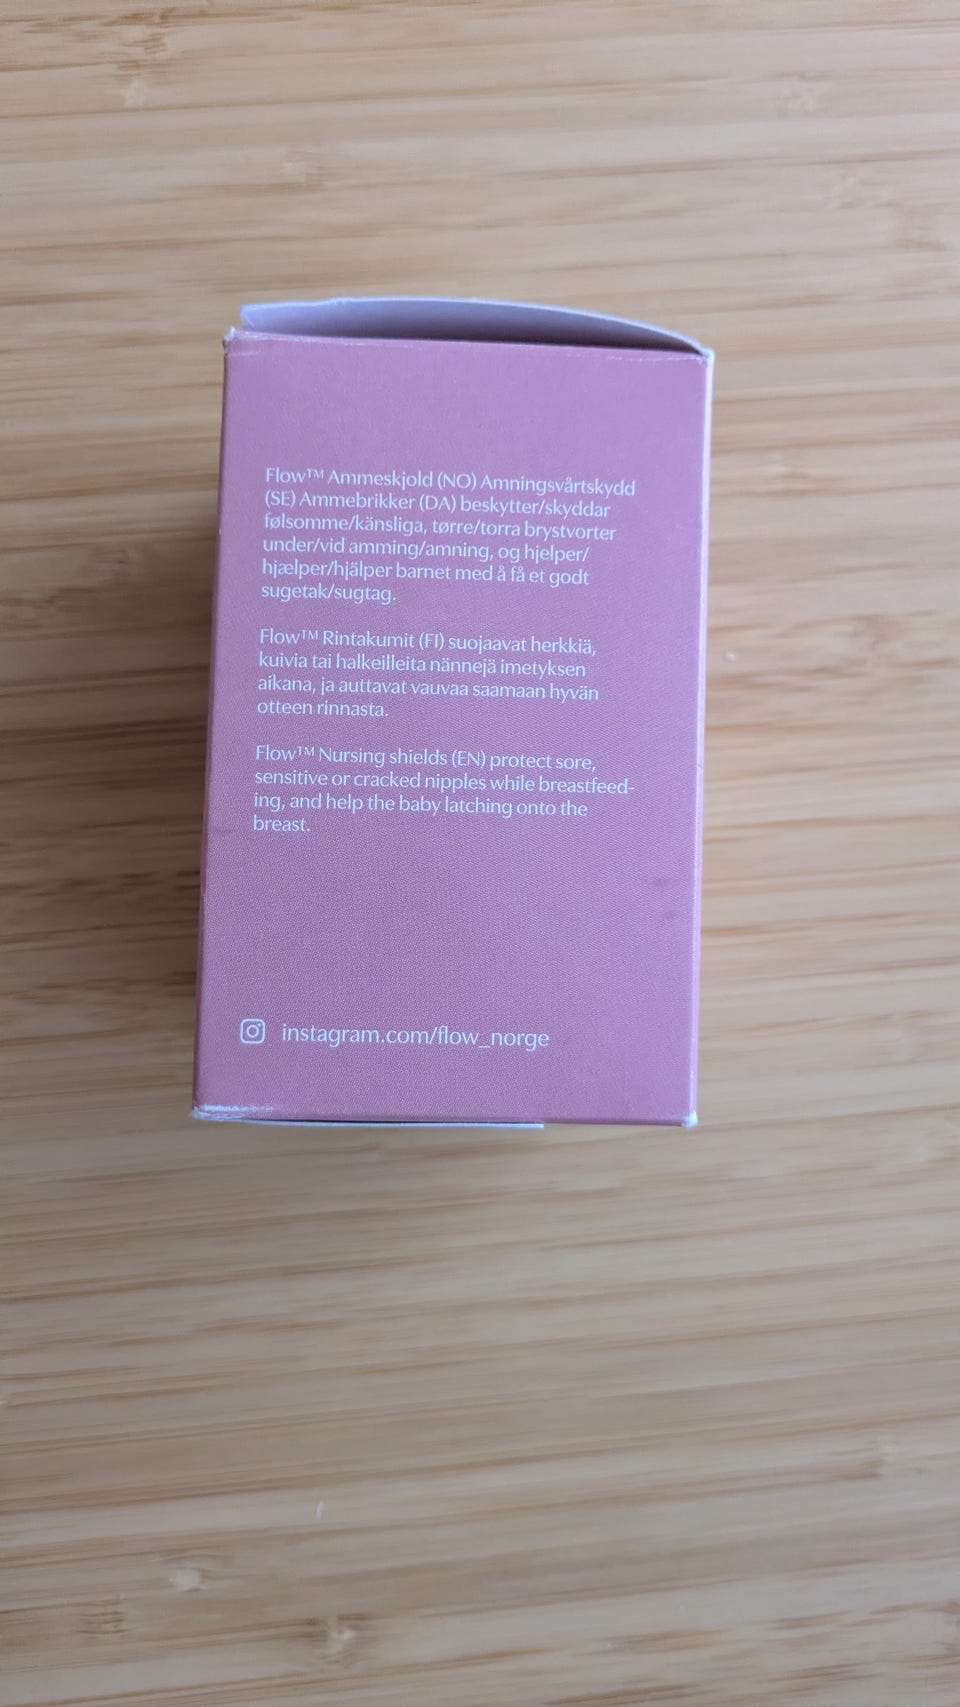 Flow™ Ammeskjold (NO) Amningsvårtskydd
(SE) Ammebrikker (DA) beskytter/skyddar
følsomme/känsliga, tørre/torra brystvorter
under/vid amming/amning, og hjelper/
hjælper/hjälper barnet med å få et godt
sugetak/sugtag.
Flow™ Rintakumit (FI) suojaavat herkkiä,
kuivia tai halkeilleita nännejä imetyksen
aikana, ja auttavat vauvaa saamaan hyvän
otteen rinnasta.
Flow™ Nursing shields (EN) protect sore,
sensitive or cracked nipples while breastfeed-
ing, and help the baby latching onto the
breast.
instagram.com/flow_norge